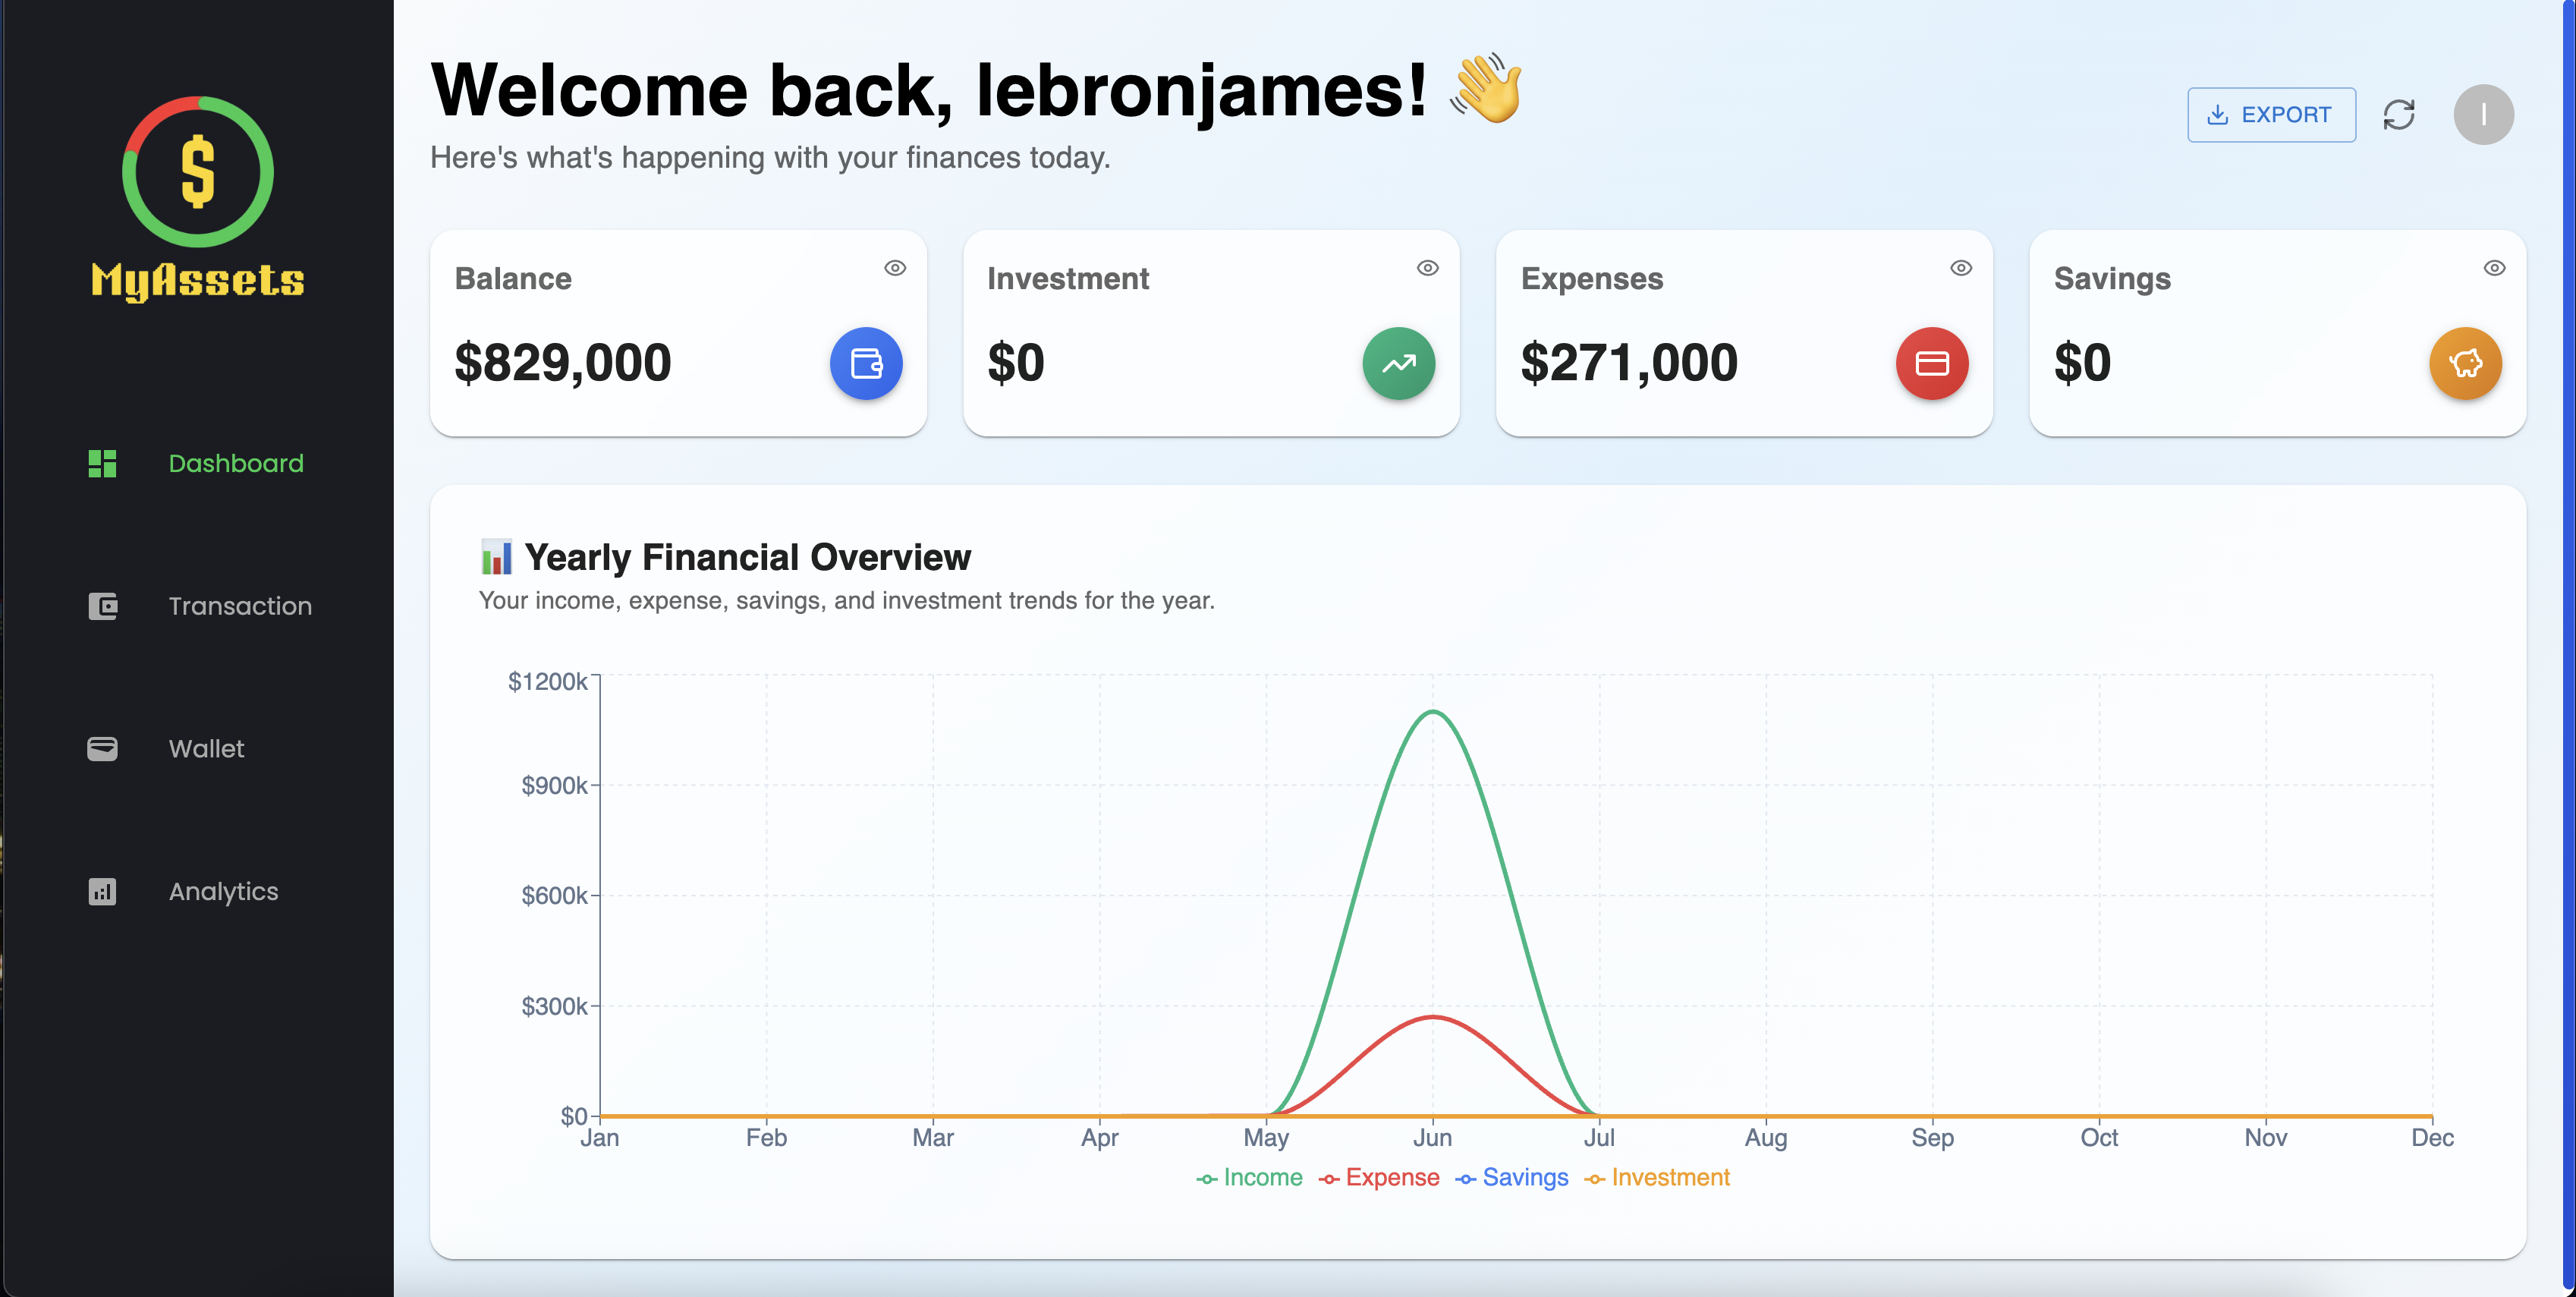 $
MyAssets
Dashboard
Transaction
Wallet
Analytics
Welcome back, lebronjames! 👋
Here's what's happening with your finances today.
EXPORT
l
Balance
$829,000
Investment
$0
Expenses
$271,000
Savings
$0
📊 Yearly Financial Overview
Your income, expense, savings, and investment trends for the year.
$1200k
$900k
$600k
$300k
$0
Jan Feb Mar Apr May Jun Jul Aug Sep Oct Nov Dec
Income Expense Savings Investment